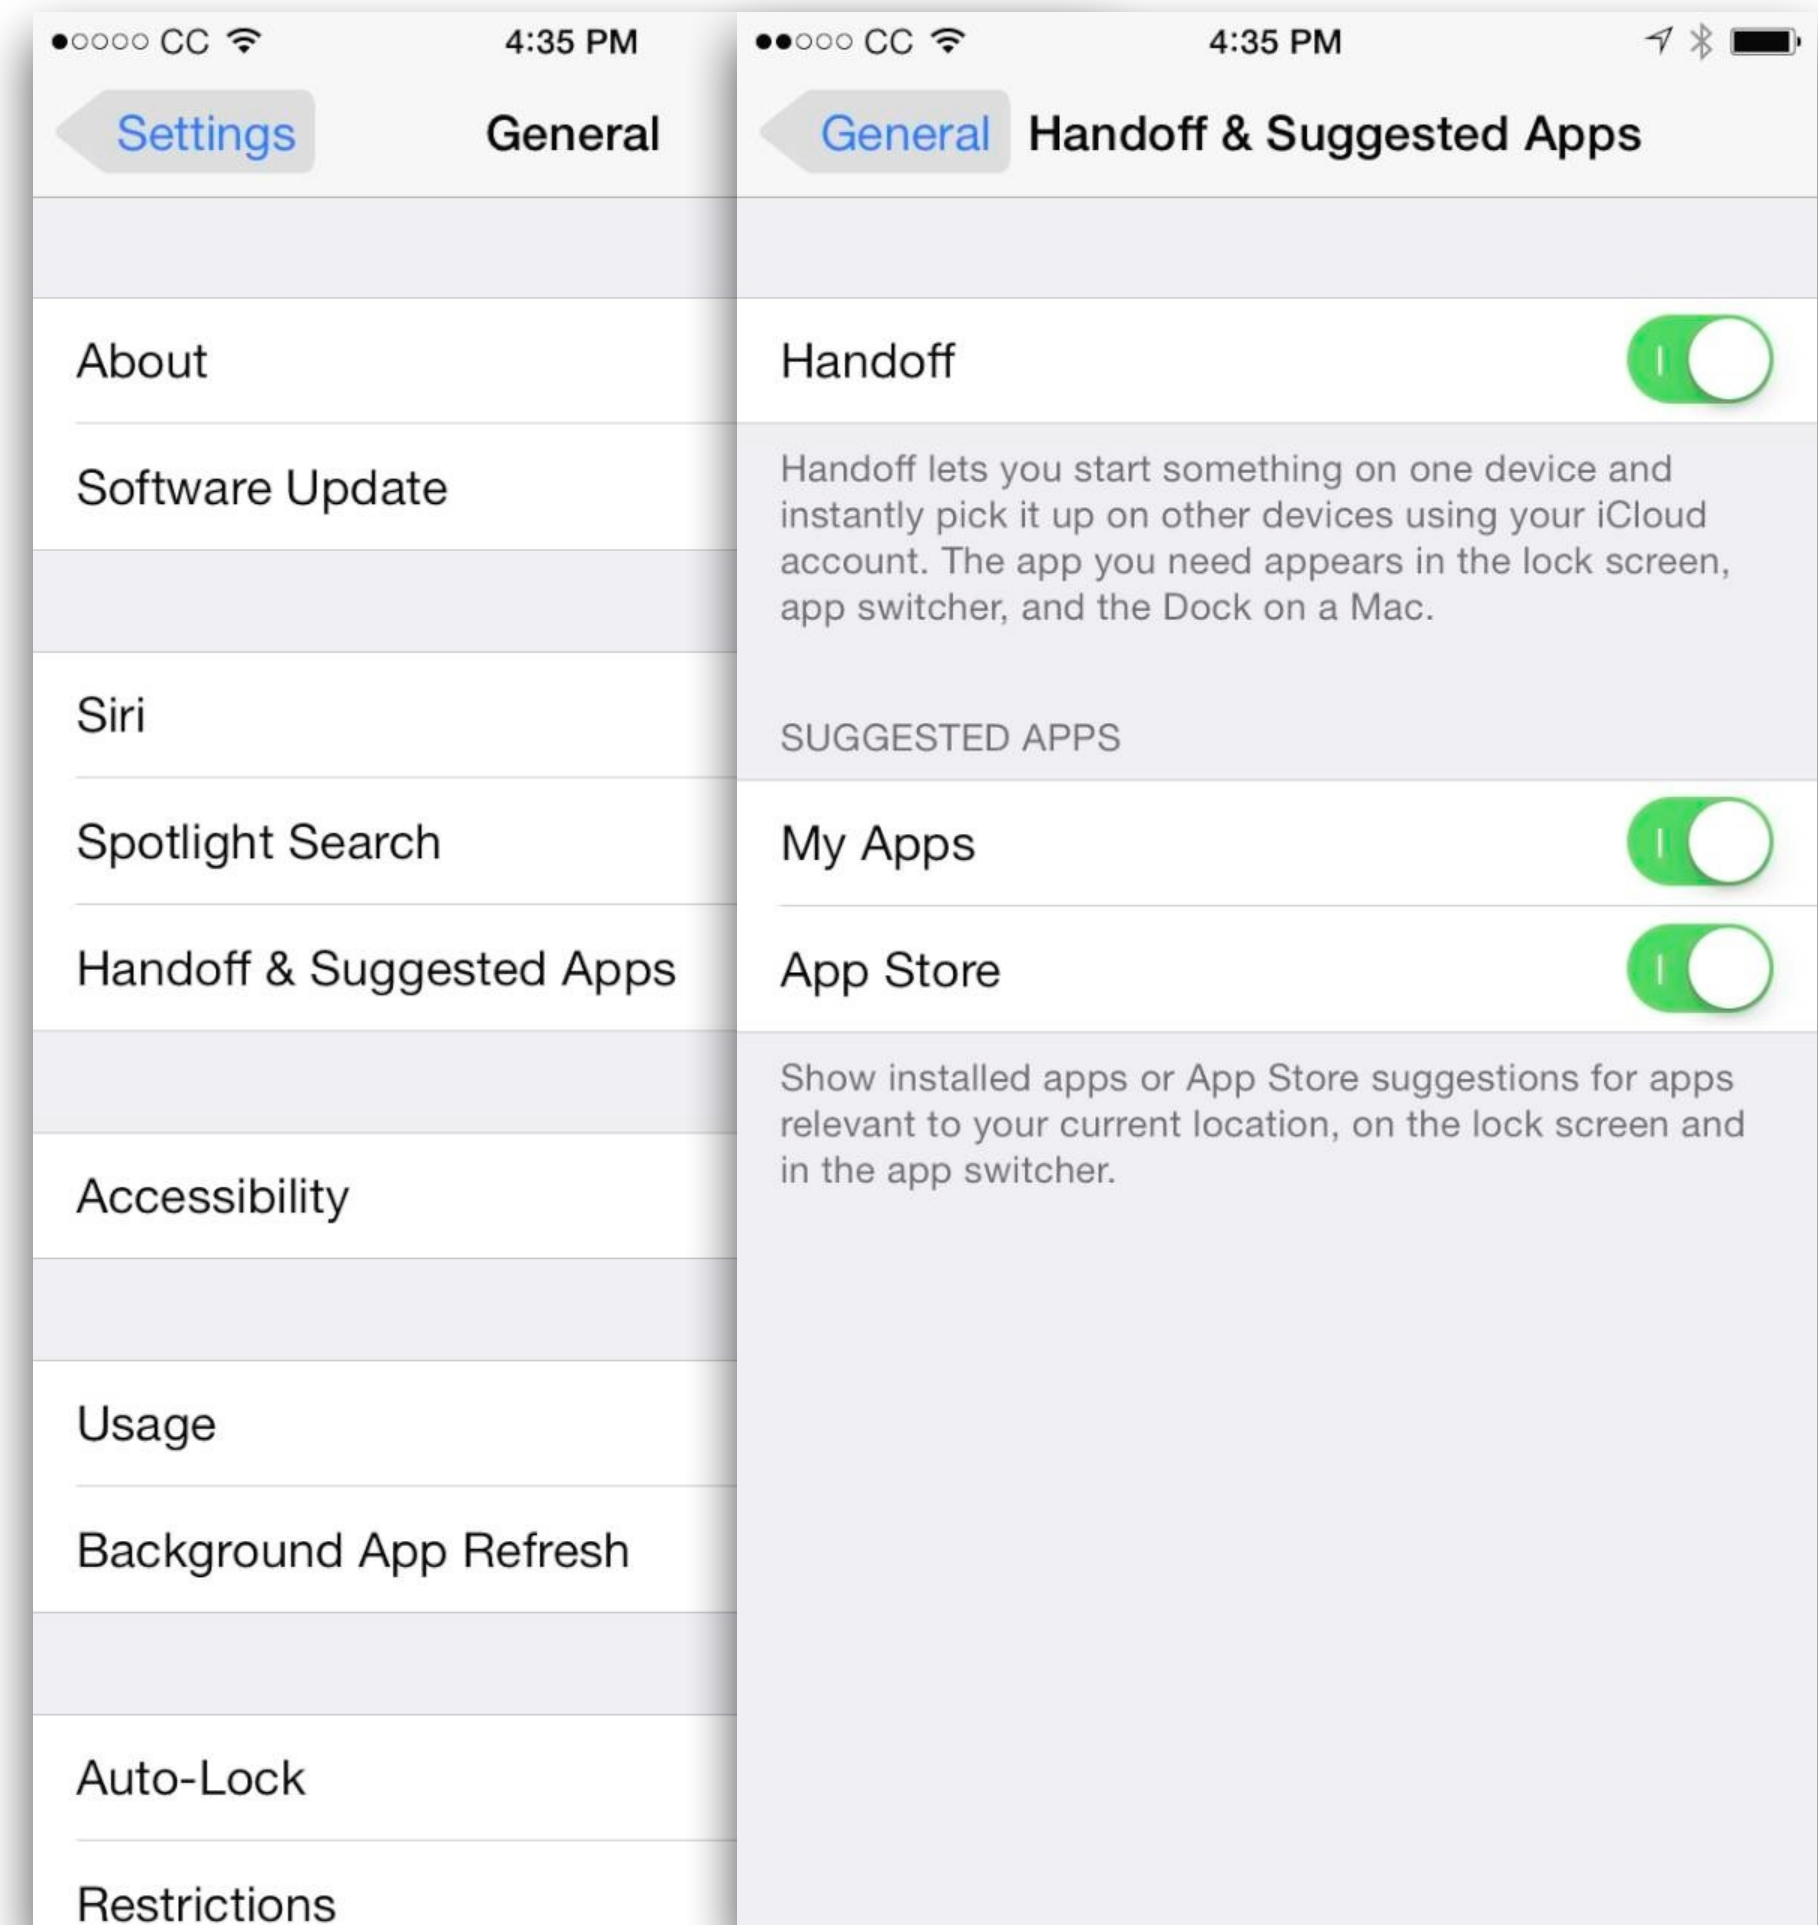 CC 4:35 PM
Settings General
About
Software Update
Siri
Spotlight Search
Handoff & Suggested Apps
Accessibility
Usage
Background App Refresh
Auto-Lock
Restrictions
CC 4:35 PM
General Handoff & Suggested Apps
Handoff
Handoff lets you start something on one device and
instantly pick it up on other devices using your iCloud
account. The app you need appears in the lock screen,
app switcher, and the Dock on a Mac.
SUGGESTED APPS
My Apps
App Store
Show installed apps or App Store suggestions for apps
relevant to your current location, on the lock screen and
in the app switcher.